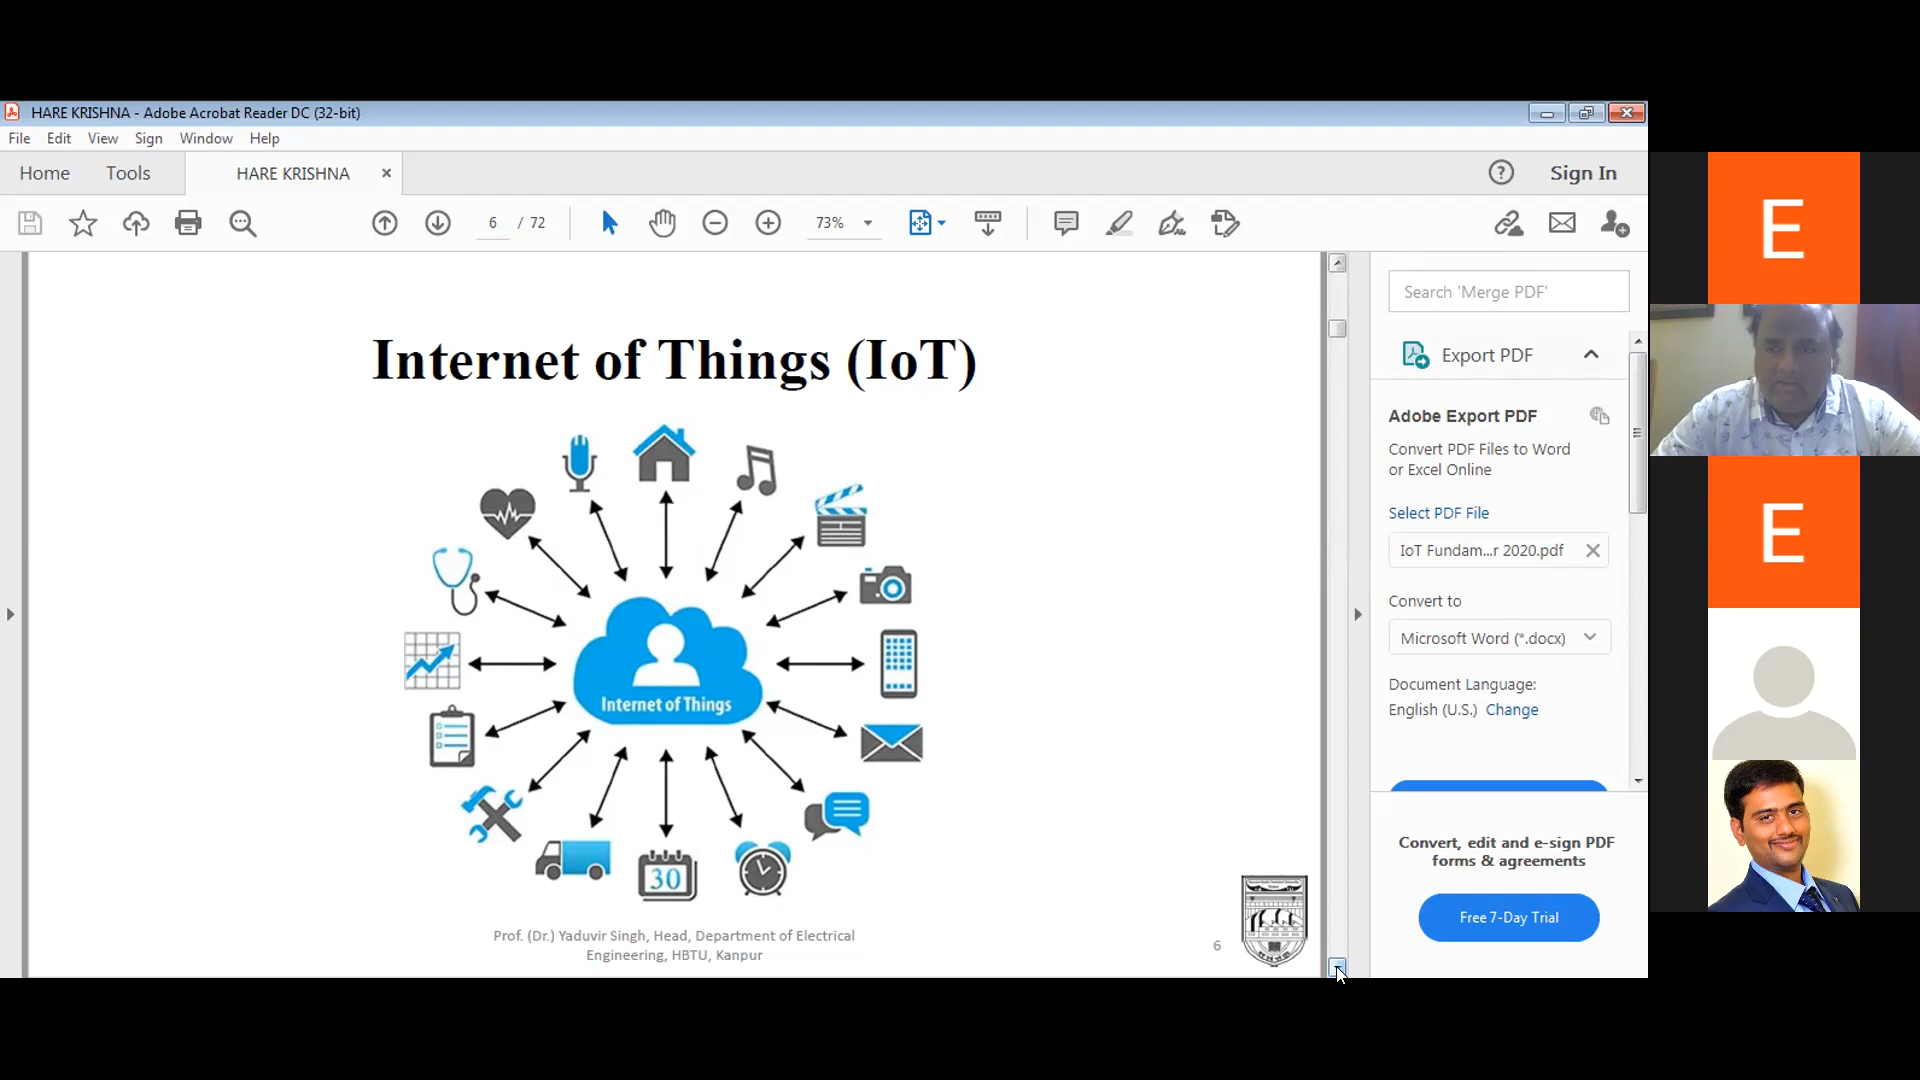 HARE KRISHNA - Adobe Acrobat Reader DC (32-bit)
File Edit View Sign Window Help
Home Tools HARE KRISHNA × ? Sign In
6 / 72 73%
Search 'Merge PDF'
Export PDF
Adobe Export PDF
Convert PDF Files to Word
or Excel Online
Select PDF File
IoT Fundam...r 2020.pdf
Convert to
Microsoft Word (*.docx)
Document Language:
English (U.S.) Change
Convert, edit and e-sign PDF
forms & agreements
Free 7-Day Trial
Internet of Things (IoT)
Internet of Things
30
Prof. (Dr.) Yaduvir Singh, Head, Department of Electrical
Engineering, HBTU, Kanpur
6
E
E